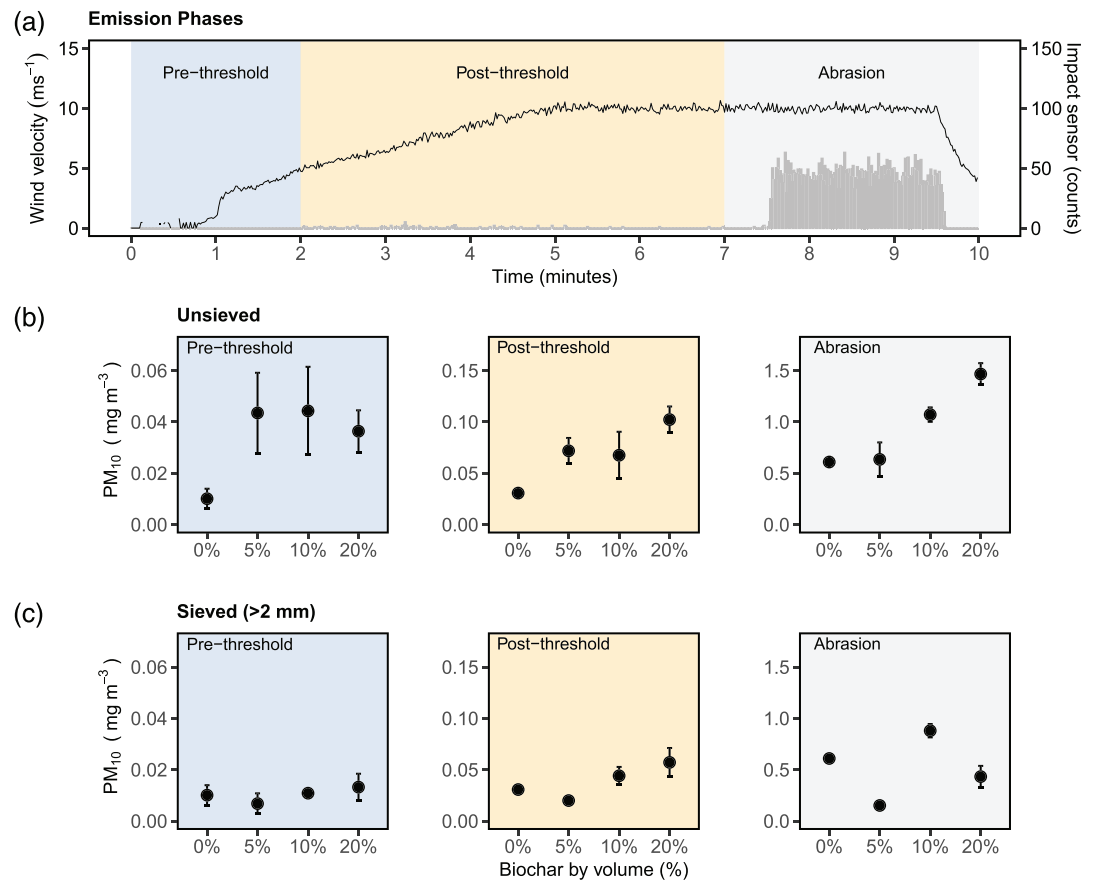 (a) Emission Phases
Pre−threshold Post−threshold Abrasion
Wind velocity (ms⁻¹)
15
10
5
0
Impact sensor (counts)
150
100
50
0
0 1 2 3 4 5 6 7 8 9 10
Time (minutes)
(b) Unsieved
Pre−threshold Post−threshold Abrasion
PM₁₀ ( mg m⁻³ )
0.06 0.15 1.5
0.04 0.10 1.0
0.02 0.05 0.5
0.00 0.00 0.0
0% 5% 10% 20% 0% 5% 10% 20% 0% 5% 10% 20%
(c) Sieved (>2 mm)
Pre−threshold Post−threshold Abrasion
PM₁₀ ( mg m⁻³ )
0.06 0.15 1.5
0.04 0.10 1.0
0.02 0.05 0.5
0.00 0.00 0.0
0% 5% 10% 20% 0% 5% 10% 20% 0% 5% 10% 20%
Biochar by volume (%)